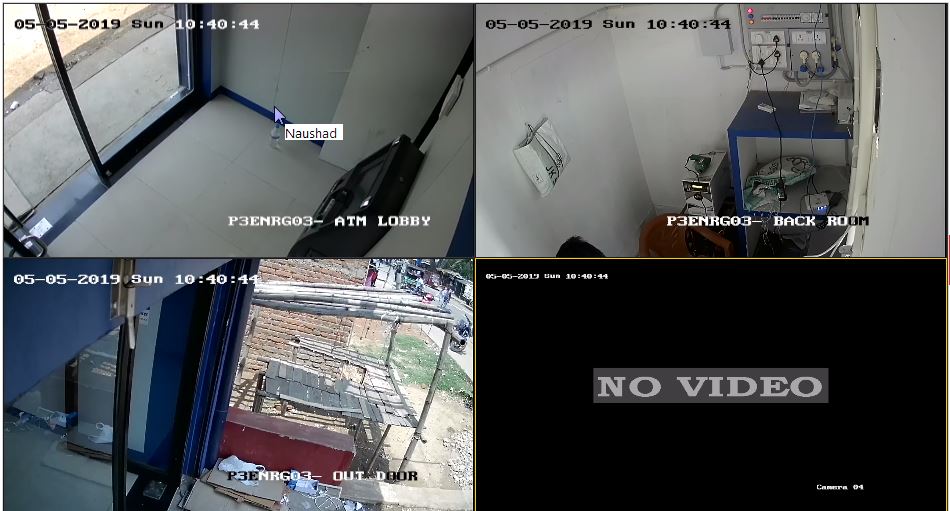 05-05-2019 Sun 10:40:44
Naushad
P3ENRG03- ATM LOBBY
05-05-2019 Sun 10:40:44
P3ENRG03- BACK ROOM
05-05-2019 Sun 10:40:44
P3ENRG03- OUT DOOR
05-05-2019 Sun 10:40:44
NO VIDEO
Camera 04